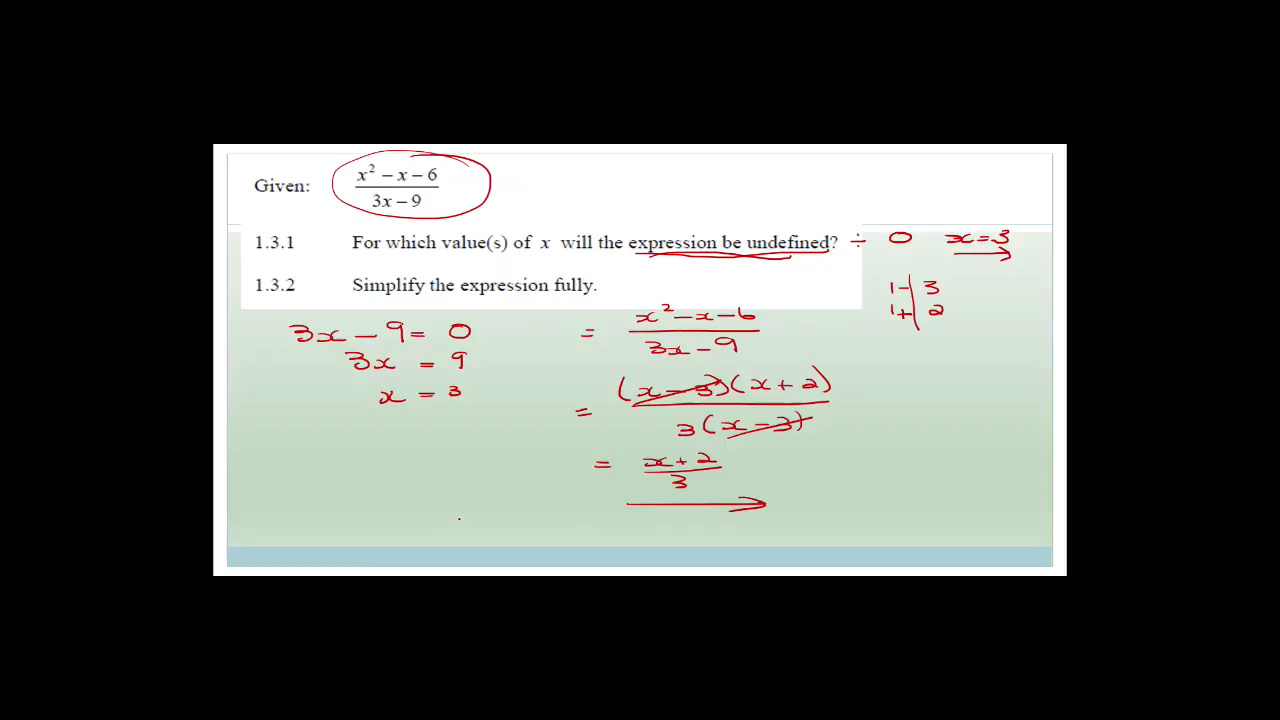 Given: x² − x − 6
3x − 9
1.3.1 For which value(s) of x will the expression be undefined? ÷ 0 x = 3
1.3.2 Simplify the expression fully.
1 − | 3
1 + | 2
3x − 9 = 0
3x = 9
x = 3
= x² − x − 6
3x − 9
= (x − 3)(x + 2)
3(x − 3)
= x + 2
3